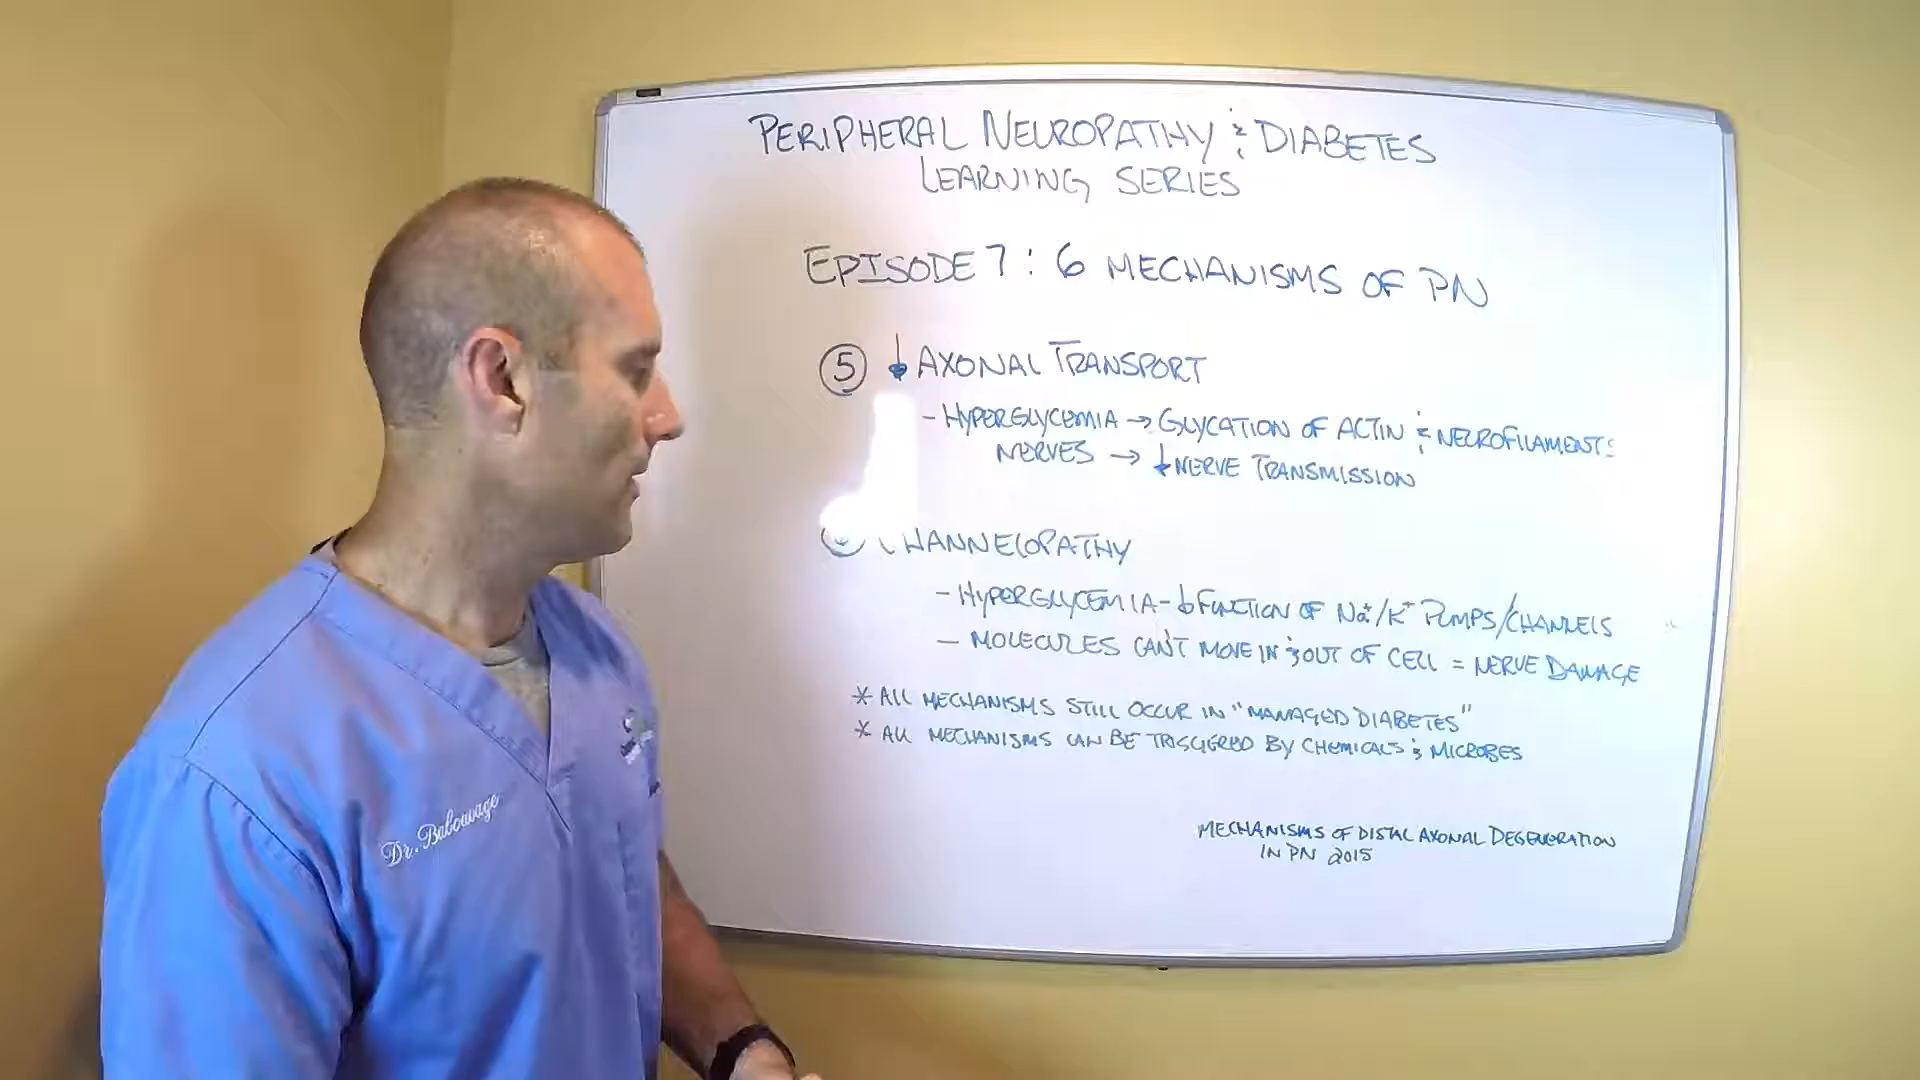 PERIPHERAL NEUROPATHY & DIABETES
LEARNING SERIES
EPISODE 7: 6 MECHANISMS OF PN
5 ↓ AXONAL TRANSPORT
- HYPERGLYCEMIA → GLYCATION OF ACTIN & NEUROFILAMENTS
NERVES → ↓ NERVE TRANSMISSION
CHANNELOPATHY
- HYPERGLYCEMIA - ↓ FUNCTION OF Na+/K+ PUMPS/CHANNELS
- MOLECULES CAN'T MOVE IN & OUT OF CELL = NERVE DAMAGE
* ALL MECHANISMS STILL OCCUR IN "MANAGED DIABETES"
* ALL MECHANISMS CAN BE TRIGGERED BY CHEMICALS & MICROBES
MECHANISMS OF DISTAL AXONAL DEGENERATION
IN PN 2015
Dr. Babowage